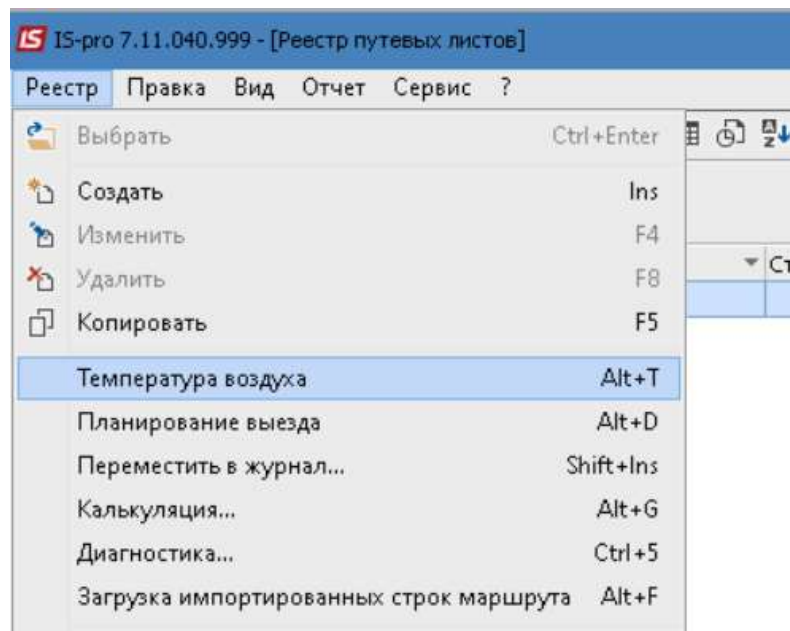 IS IS-pro 7.11.040.999 - [Реестр путевых листов]
Реестр Правка Вид Отчет Сервис ?
Выбрать Ctrl+Enter
Создать Ins
Изменить F4
Удалить F8
Копировать F5
Температура воздуха Alt+T
Планирование выезда Alt+D
Переместить в журнал... Shift+Ins
Калькуляция... Alt+G
Диагностика... Ctrl+5
Загрузка импортированных строк маршрута Alt+F